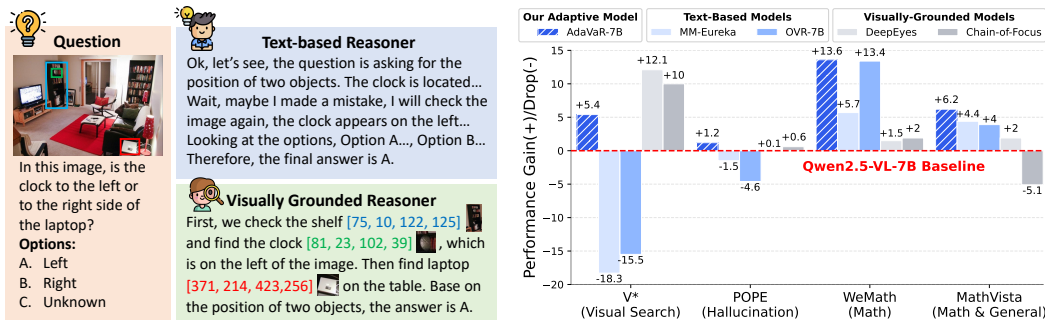 Question
In this image, is the
clock to the left or
to the right side of
the laptop?
Options:
A. Left
B. Right
C. Unknown
Text-based Reasoner
Ok, let's see, the question is asking for the
position of two objects. The clock is located...
Wait, maybe I made a mistake, I will check the
image again, the clock appears on the left...
Looking at the options, Option A..., Option B...
Therefore, the final answer is A.
Visually Grounded Reasoner
First, we check the shelf [75, 10, 122, 125]
and find the clock [81, 23, 102, 39] , which
is on the left of the image. Then find laptop
[371, 214, 423,256] on the table. Base on
the position of two objects, the answer is A.
Our Adaptive Model
AdaVaR-7B
Text-Based Models
MM-Eureka
OVR-7B
Visually-Grounded Models
DeepEyes
Chain-of-Focus
Performance Gain(+)/Drop(-)
15
10
5
0
−5
−10
−15
−20
+5.4
-18.3
-15.5
+12.1
+10
+1.2
-1.5
-4.6
+0.1
+0.6
+13.6
+5.7
+13.4
+1.5
+2
+6.2
+4.4
+4
+2
-5.1
Qwen2.5-VL-7B Baseline
V*
(Visual Search)
POPE
(Hallucination)
WeMath
(Math)
MathVista
(Math & General)